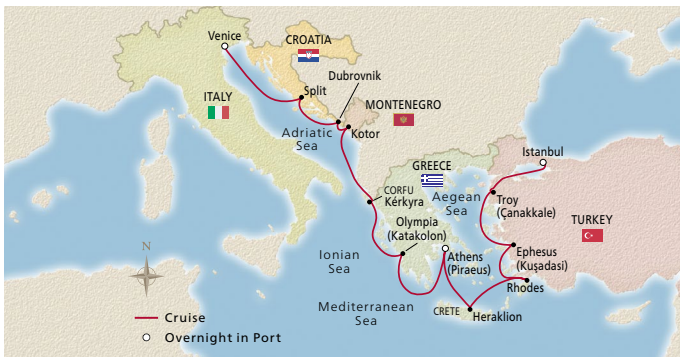 Venice
CROATIA
Dubrovnik
Split
ITALY
MONTENEGRO
Adriatic
Sea
Kotor
Istanbul
GREECE
CORFU
Kérkyra
Aegean
Sea
Troy
(Çanakkale)
Olympia
(Katakolon)
TURKEY
Ionian
Sea
Athens
(Piraeus)
Ephesus
(Kuşadasi)
Rhodes
N
Mediterranean
Sea
CRETE
Heraklion
Cruise
Overnight in Port